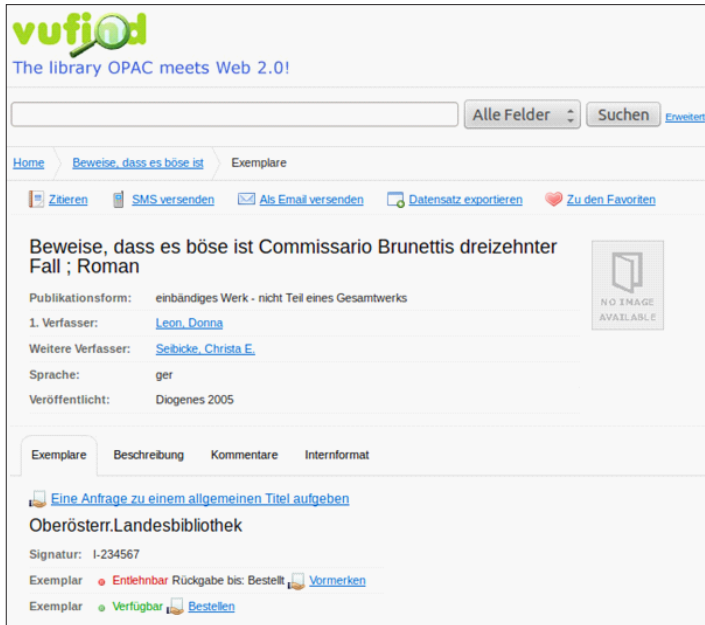 vufind
The library OPAC meets Web 2.0!
Alle Felder Suchen Erweitert
Home Beweise, dass es böse ist Exemplare
Zitieren SMS versenden Als Email versenden Datensatz exportieren Zu den Favoriten
Beweise, dass es böse ist Commissario Brunettis dreizehnter
Fall ; Roman
NO IMAGE
AVAILABLE
Publikationsform: einbändiges Werk - nicht Teil eines Gesamtwerks
1. Verfasser: Leon, Donna
Weitere Verfasser: Seibicke, Christa E.
Sprache: ger
Veröffentlicht: Diogenes 2005
Exemplare Beschreibung Kommentare Internformat
Eine Anfrage zu einem allgemeinen Titel aufgeben
Oberösterr.Landesbibliothek
Signatur: I-234567
Exemplar Entlehnbar Rückgabe bis: Bestellt Vormerken
Exemplar Verfügbar Bestellen